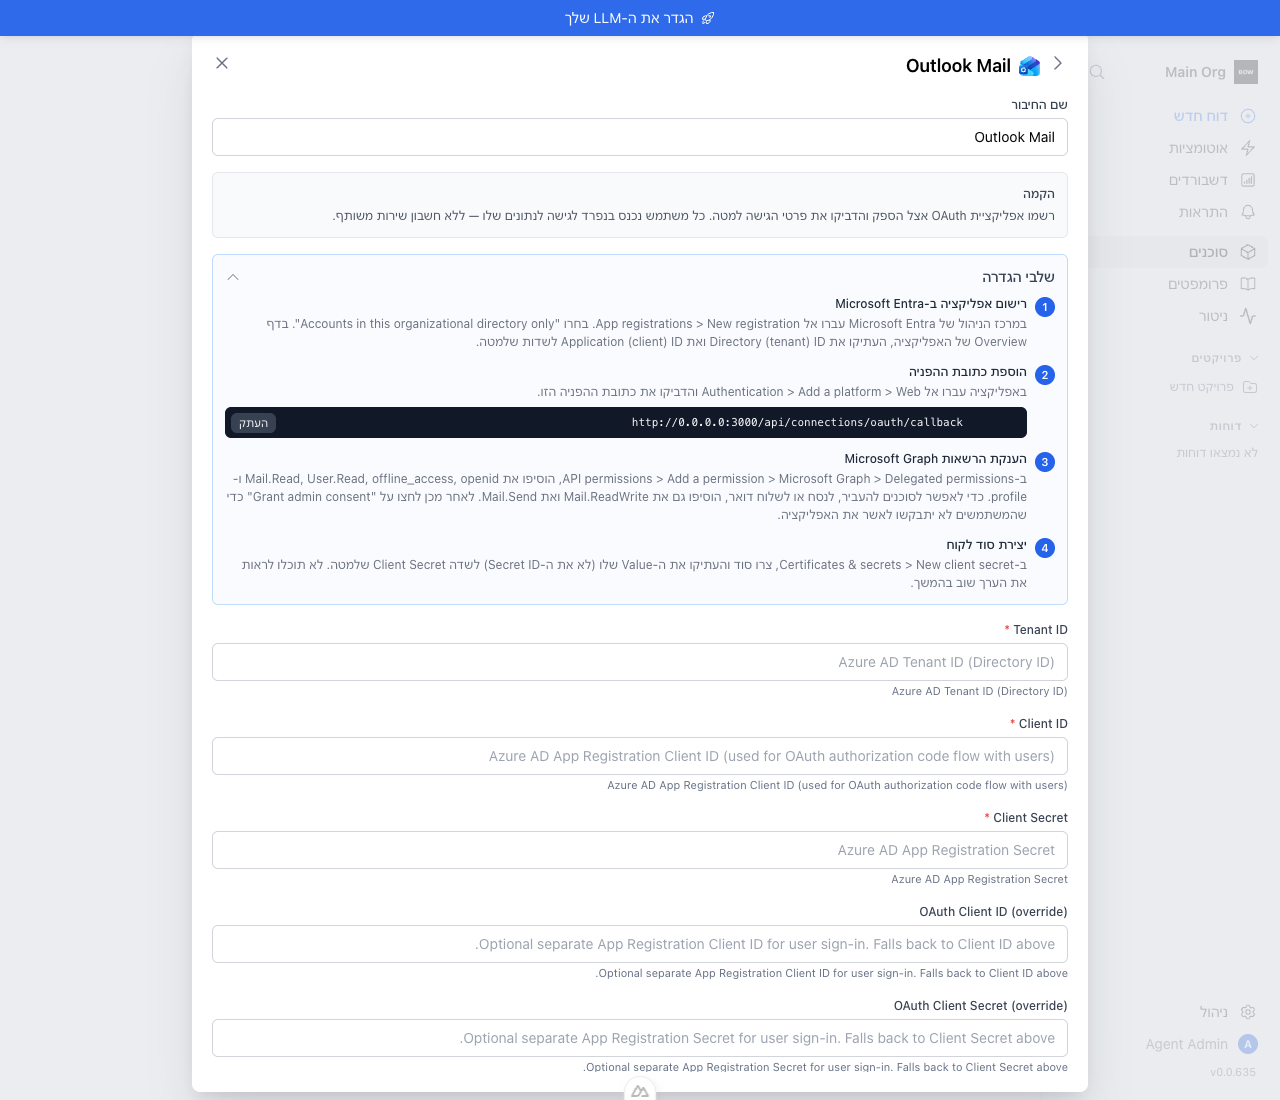 הגדר את ה-LLM שלך
Main Org
BOW
דוח חדש
אוטומציות
דשבורדים
התראות
סוכנים
פרומפטים
ניטור
פרויקטים
פרויקט חדש
דוחות
לא נמצאו דוחות
ניהול
Agent Admin
A
v0.0.635
Outlook Mail
שם החיבור
Outlook Mail
הקמה
רשמו אפליקציית OAuth אצל הספק והדביקו את פרטי הגישה למטה. כל משתמש נכנס בנפרד לגישה לנתונים שלו — ללא חשבון שירות משותף.
שלבי הגדרה
1
רישום אפליקציה ב-Microsoft Entra
במרכז הניהול של Microsoft Entra עברו אל App registrations > New registration. בחרו "Accounts in this organizational directory only". בדף
Overview של האפליקציה, העתיקו את Directory (tenant) ID ואת Application (client) ID לשדות שלמטה.
2
הוספת כתובת ההפניה
באפליקציה עברו אל Authentication > Add a platform > Web והדביקו את כתובת ההפניה הזו.
http://0.0.0.0:3000/api/connections/oauth/callback
העתק
3
הענקת הרשאות Microsoft Graph
ב-API permissions > Add a permission > Microsoft Graph > Delegated permissions, הוסיפו את Mail.Read, User.Read, offline_access, openid ו-
profile. כדי לאפשר לסוכנים להעביר, לנסח או לשלוח דואר, הוסיפו גם את Mail.ReadWrite ואת Mail.Send. לאחר מכן לחצו על "Grant admin consent" כדי
שהמשתמשים לא יתבקשו לאשר את האפליקציה.
4
יצירת סוד לקוח
ב-Certificates & secrets > New client secret, צרו סוד והעתיקו את ה-Value שלו (לא את ה-Secret ID) לשדה Client Secret שלמטה. לא תוכלו לראות
את הערך שוב בהמשך.
Tenant ID *
Azure AD Tenant ID (Directory ID)
Azure AD Tenant ID (Directory ID)
Client ID *
Azure AD App Registration Client ID (used for OAuth authorization code flow with users)
Azure AD App Registration Client ID (used for OAuth authorization code flow with users)
Client Secret *
Azure AD App Registration Secret
Azure AD App Registration Secret
OAuth Client ID (override)
Optional separate App Registration Client ID for user sign-in. Falls back to Client ID above.
Optional separate App Registration Client ID for user sign-in. Falls back to Client ID above.
OAuth Client Secret (override)
Optional separate App Registration Secret for user sign-in. Falls back to Client Secret above.
Optional separate App Registration Secret for user sign-in. Falls back to Client Secret above.